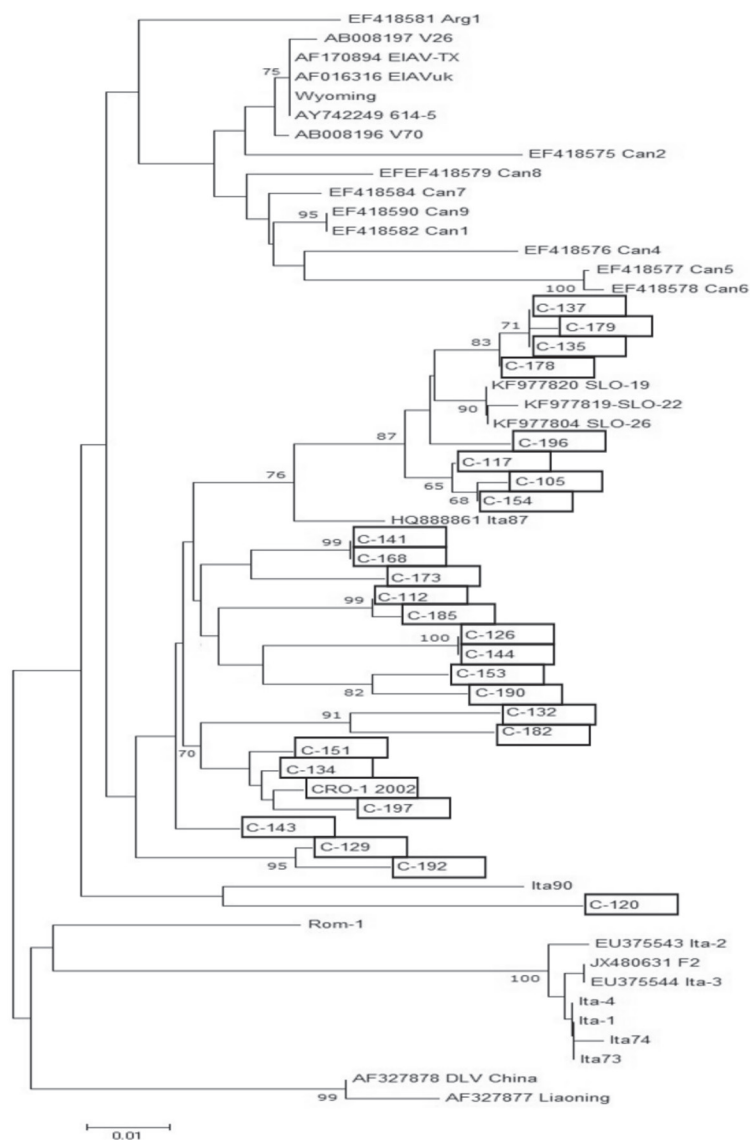 EF418581 Arg1
AB008197 V26
AF170894 EIAV-TX
75
AF016316 EIAVuk
Wyoming
AY742249 614-5
AB008196 V70
EF418575 Can2
EFEF418579 Can8
EF418584 Can7
95
EF418590 Can9
EF418582 Can1
EF418576 Can4
EF418577 Can5
100
EF418578 Can6
C-137
71
C-179
83
C-135
C-178
KF977820 SLO-19
90
KF977819-SLO-22
KF977804 SLO-26
87
C-196
C-117
76
65
C-105
68
C-154
HQ888861 Ita87
99
C-141
C-168
C-173
99
C-112
C-185
100
C-126
C-144
C-153
82
C-190
91
C-132
C-182
70
C-151
C-134
CRO-1 2002
C-197
C-143
C-129
95
C-192
Ita90
C-120
Rom-1
EU375543 Ita-2
100
JX480631 F2
EU375544 Ita-3
Ita-4
Ita-1
Ita74
Ita73
AF327878 DLV China
99
AF327877 Liaoning
0.01